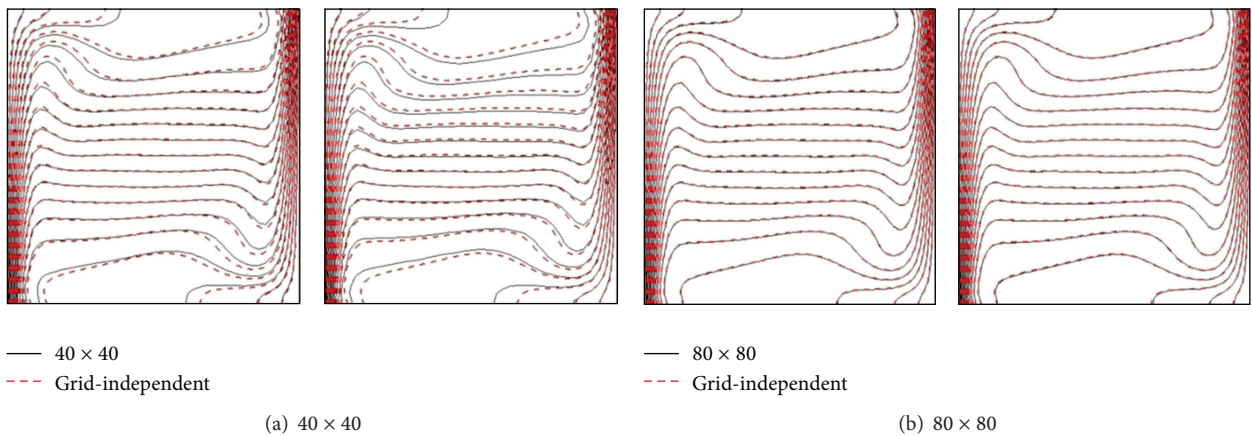 40 × 40
Grid-independent
(a) 40 × 40
80 × 80
Grid-independent
(b) 80 × 80